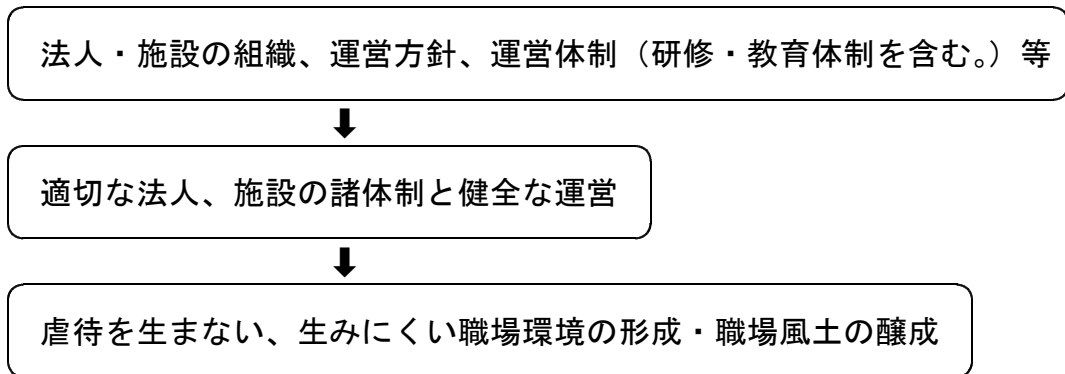 法人・施設の組織、運営方針、運営体制（研修・教育体制を含む。）等
適切な法人、施設の諸体制と健全な運営
虐待を生まない、生みにくい職場環境の形成・職場風土の醸成